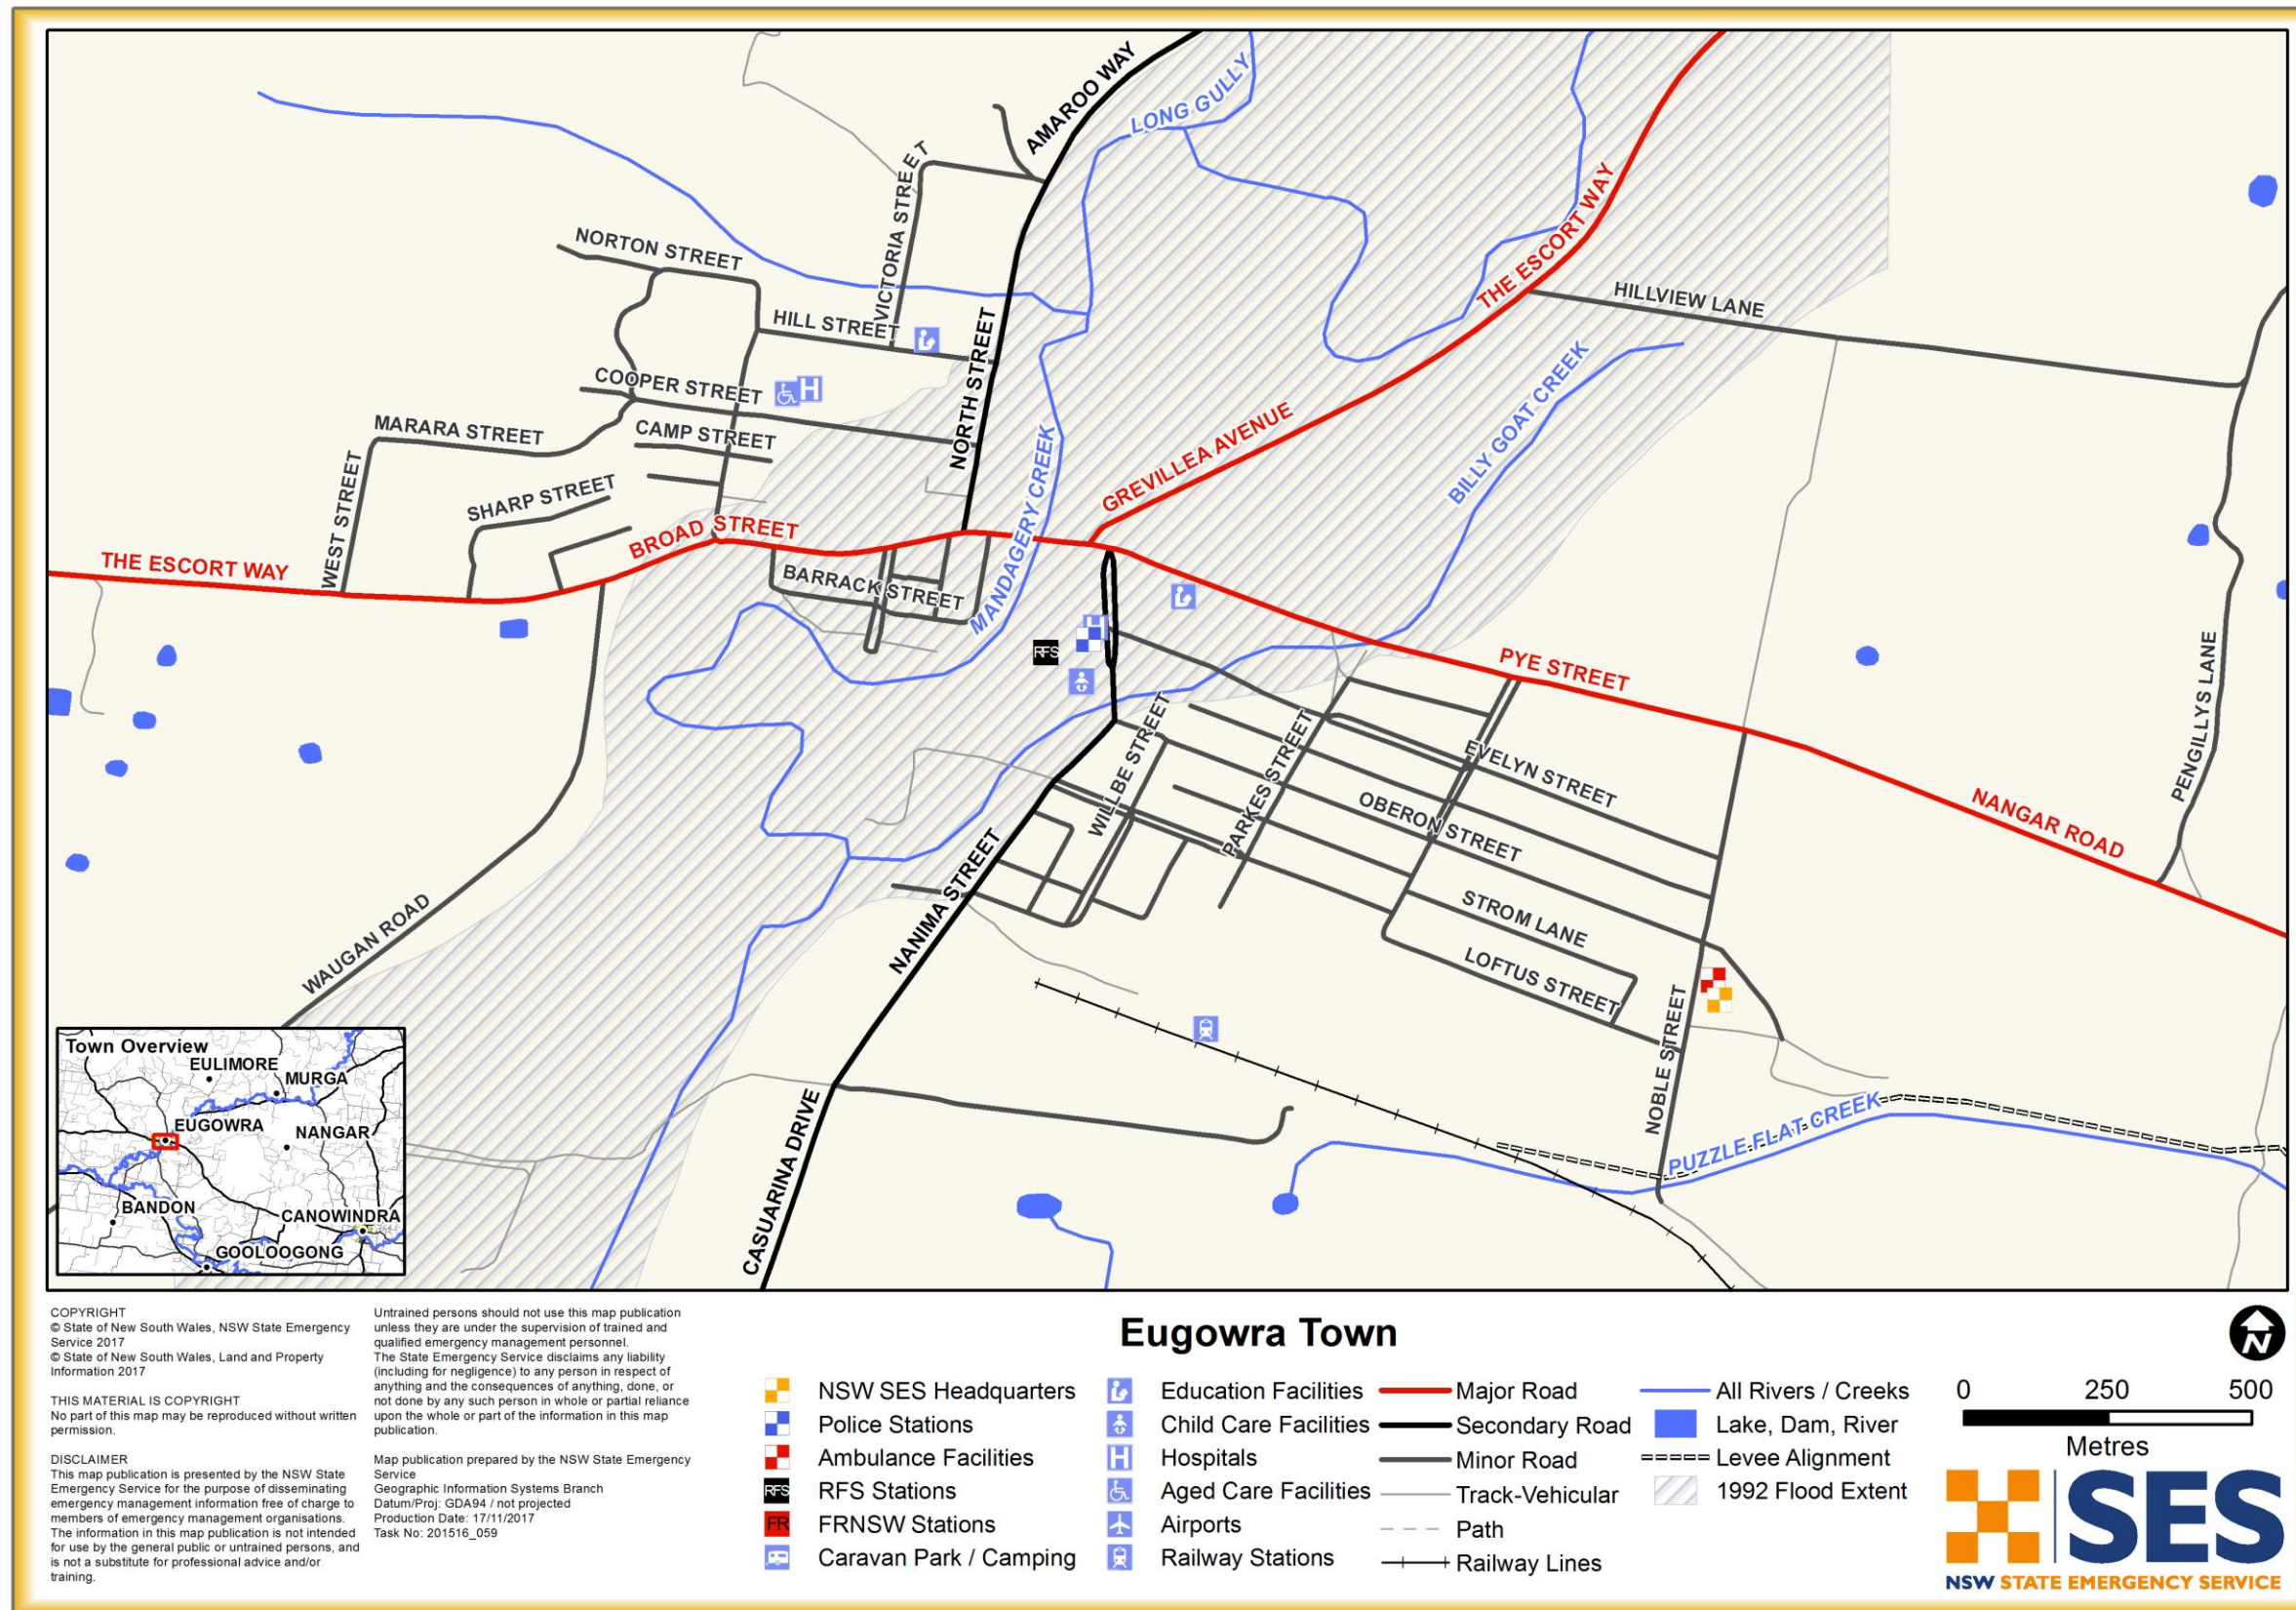 AMAROO WAY
LONG GULLY
VICTORIA STREET
NORTON STREET
THE ESCORT WAY
HILLVIEW LANE
HILL STREET
NORTH STREET
COOPER STREET
MARARA STREET
CAMP STREET
GREVILLEA AVENUE
BILLY GOAT CREEK
MANDAGERY CREEK
WEST STREET
SHARP STREET
BROAD STREET
THE ESCORT WAY
BARRACK STREET
RFS
H
H
PYE STREET
PENGILLYS LANE
WILLBE STREET
PARKES STREET
EVELYN STREET
OBERON STREET
NANGAR ROAD
NANIMA STREET
STROM LANE
LOFTUS STREET
WAUGAN ROAD
NOBLE STREET
CASUARINA DRIVE
PUZZLE FLAT CREEK
Town Overview
EULIMORE
MURGA
EUGOWRA
NANGAR
BANDON
CANOWINDRA
GOOLOOGONG
COPYRIGHT
© State of New South Wales, NSW State Emergency
Service 2017
© State of New South Wales, Land and Property
Information 2017
THIS MATERIAL IS COPYRIGHT
No part of this map may be reproduced without written
permission.
DISCLAIMER
This map publication is presented by the NSW State
Emergency Service for the purpose of disseminating
emergency management information free of charge to
members of emergency management organisations.
The information in this map publication is not intended
for use by the general public or untrained persons, and
is not a substitute for professional advice and/or
training.
Untrained persons should not use this map publication
unless they are under the supervision of trained and
qualified emergency management personnel.
The State Emergency Service disclaims any liability
(including for negligence) to any person in respect of
anything and the consequences of anything, done, or
not done by any such person in whole or partial reliance
upon the whole or part of the information in this map
publication.
Map publication prepared by the NSW State Emergency
Service
Geographic Information Systems Branch
Datum/Proj: GDA94 / not projected
Production Date: 17/11/2017
Task No: 201516_059
Eugowra Town
NSW SES Headquarters
Police Stations
Ambulance Facilities
RFS RFS Stations
FR FRNSW Stations
Caravan Park / Camping
Education Facilities
Child Care Facilities
H Hospitals
Aged Care Facilities
Airports
Railway Stations
Major Road
Secondary Road
Minor Road
Track-Vehicular
Path
Railway Lines
All Rivers / Creeks
Lake, Dam, River
Levee Alignment
1992 Flood Extent
N
0 250 500
Metres
SES
NSW STATE EMERGENCY SERVICE